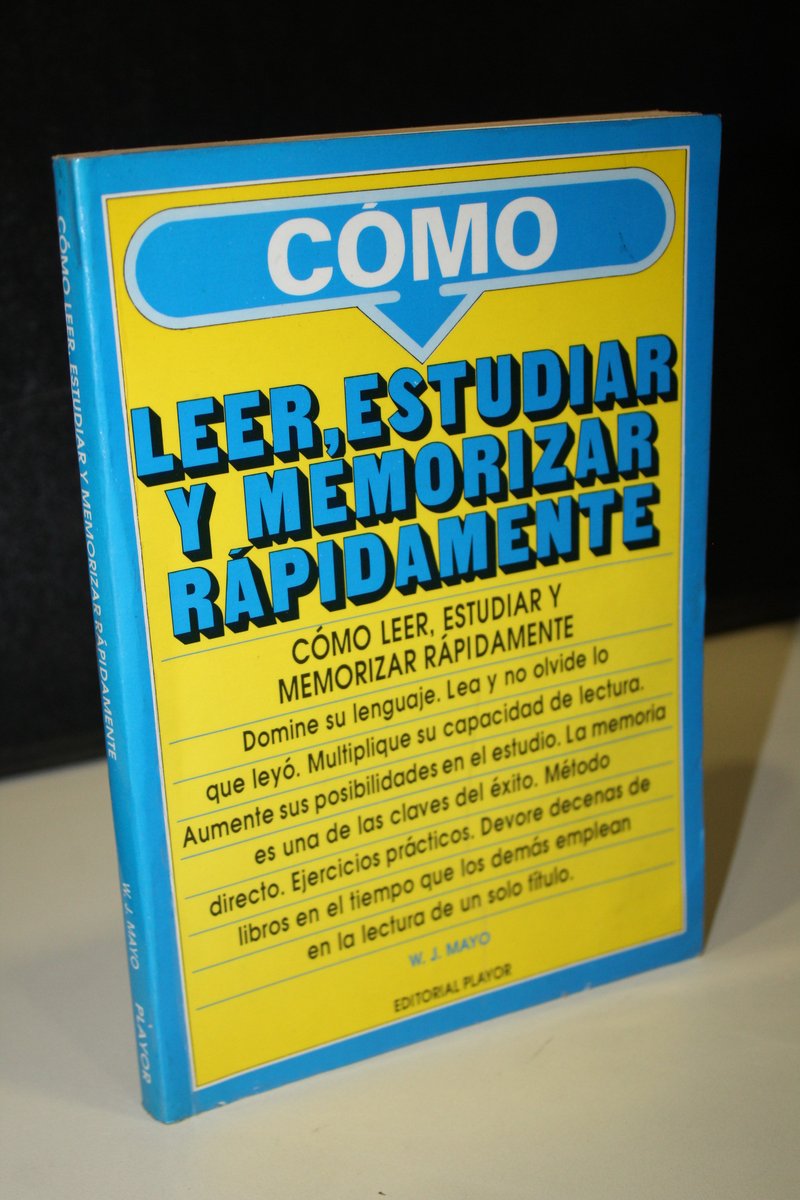 CÓMO
LEER, ESTUDIAR
Y MEMORIZAR
RÁPIDAMENTE
CÓMO LEER, ESTUDIAR Y
MEMORIZAR RÁPIDAMENTE
Domine su lenguaje. Lea y no olvide lo
que leyó. Multiplique su capacidad de lectura.
Aumente sus posibilidades en el estudio. La memoria
es una de las claves del éxito. Método
directo. Ejercicios prácticos. Devore decenas de
libros en el tiempo que los demás emplean
en la lectura de un solo título.
W. J. MAYO
EDITORIAL PLAYOR
CÓMO LEER, ESTUDIAR Y MEMORIZAR RÁPIDAMENTE W. J. MAYO PLAYOR